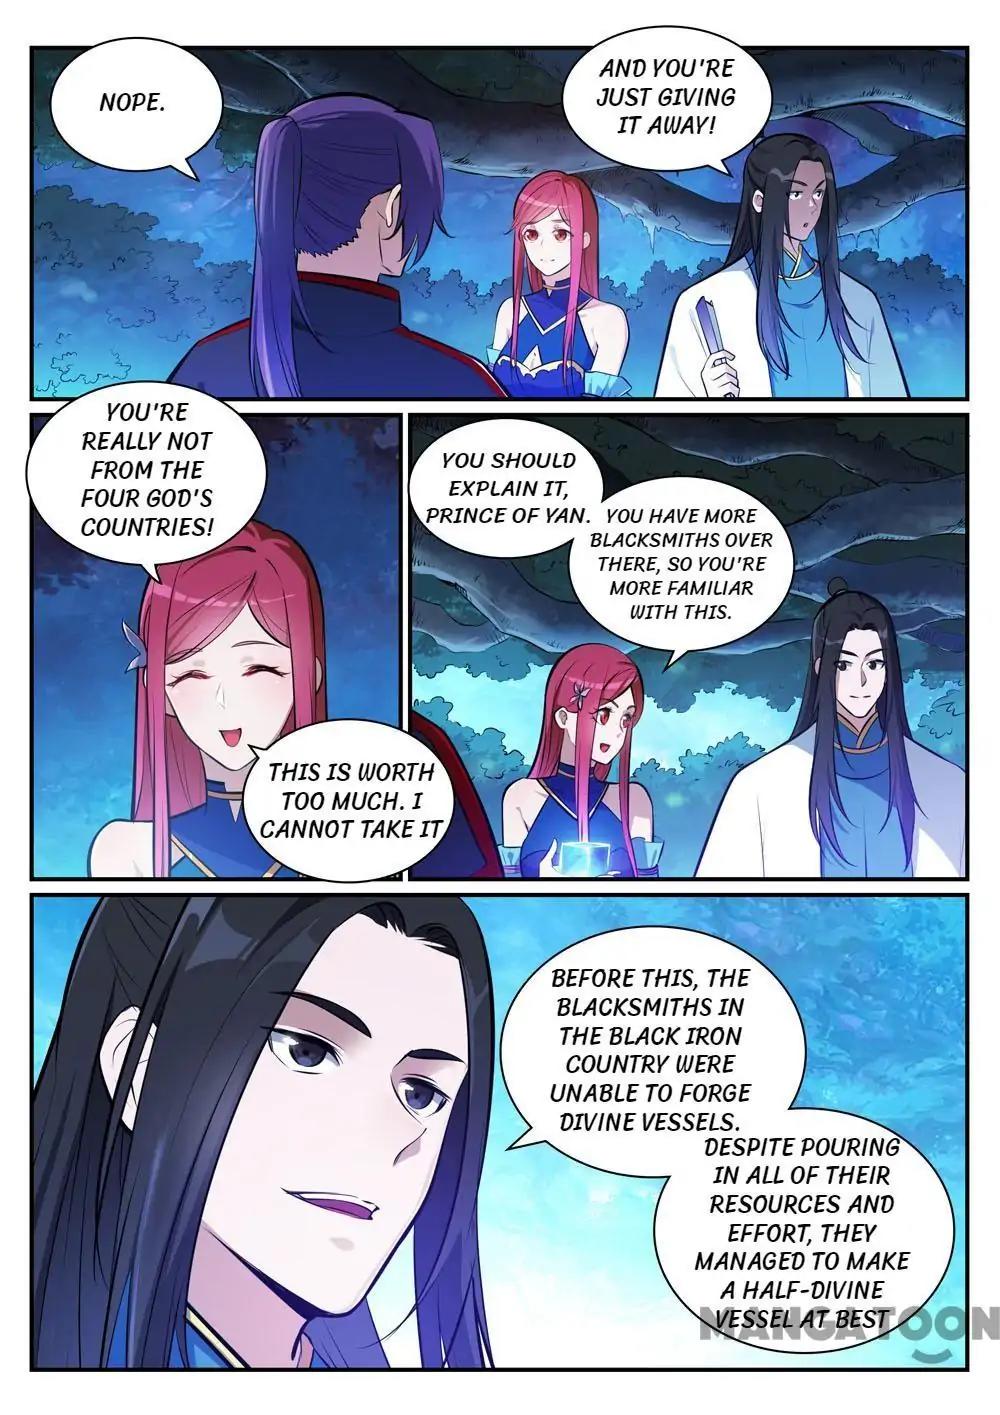 NOPE.
AND YOU'RE
JUST GIVING
IT AWAY!
YOU'RE
REALLY NOT
FROM THE
FOUR GOD'S
COUNTRIES!
THIS IS WORTH
TOO MUCH. I
CANNOT TAKE IT
YOU SHOULD
EXPLAIN IT,
PRINCE OF YAN.
YOU HAVE MORE
BLACKSMITHS OVER
THERE, SO YOU'RE
MORE FAMILIAR
WITH THIS.
BEFORE THIS, THE
BLACKSMITHS IN
THE BLACK IRON
COUNTRY WERE
UNABLE TO FORGE
DIVINE VESSELS.
DESPITE POURING
IN ALL OF THEIR
RESOURCES AND
EFFORT, THEY
MANAGED TO MAKE
A HALF-DIVINE
VESSEL AT BEST
MANGATOON